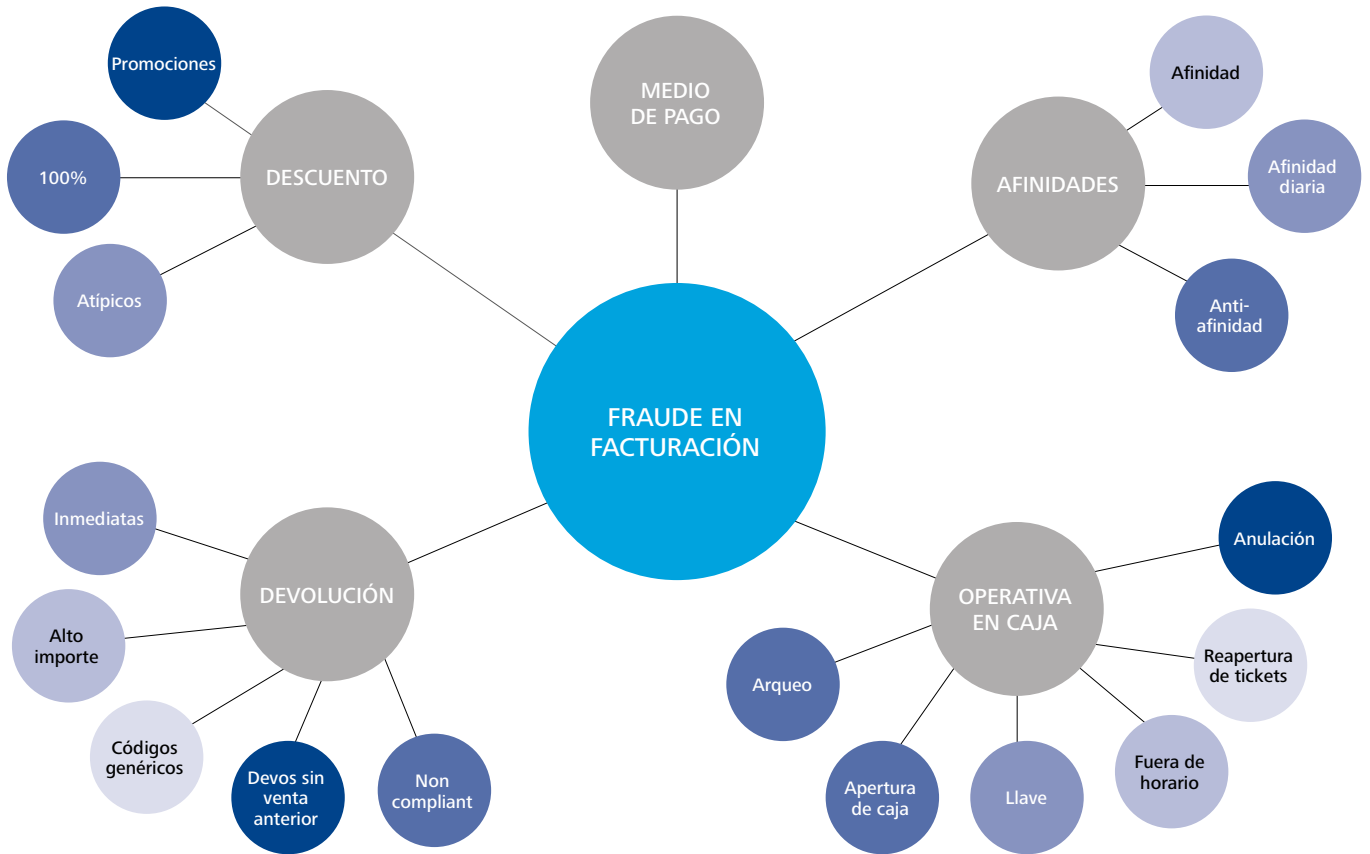 Promociones
100%
Atípicos
DESCUENTO
MEDIO
DE PAGO
AFINIDADES
Afinidad
Afinidad
diaria
Anti-
afinidad
FRAUDE EN
FACTURACIÓN
Inmediatas
Alto
importe
Códigos
genéricos
Devos sin
venta
anterior
Non
compliant
DEVOLUCIÓN
OPERATIVA
EN CAJA
Anulación
Reapertura
de tickets
Fuera de
horario
Llave
Apertura
de caja
Arqueo